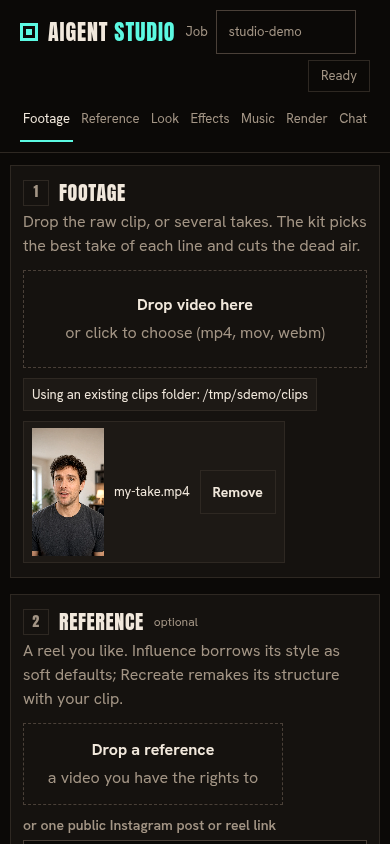 AIGENT STUDIO Job studio-demo
Ready
Footage Reference Look Effects Music Render Chat
1 FOOTAGE
Drop the raw clip, or several takes. The kit picks
the best take of each line and cuts the dead air.
Drop video here
or click to choose (mp4, mov, webm)
Using an existing clips folder: /tmp/sdemo/clips
my-take.mp4 Remove
2 REFERENCE optional
A reel you like. Influence borrows its style as
soft defaults; Recreate remakes its structure
with your clip.
Drop a reference
a video you have the rights to
or one public Instagram post or reel link